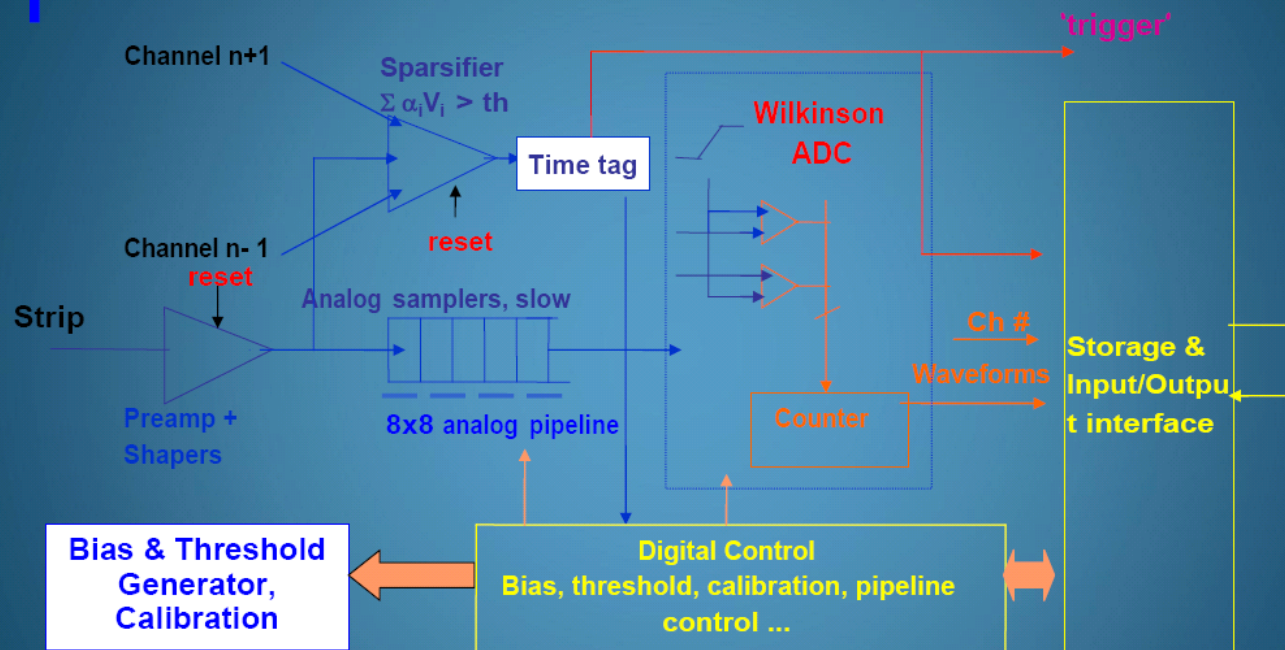 'trigger'
Channel n+1
Sparsifier
Σ αiVi > th
Wilkinson
ADC
Time tag
Channel n- 1
reset
reset
Analog samplers, slow
Strip
Ch #
Storage &
Input/Outpu
t interface
Waveforms
Preamp +
Shapers
8x8 analog pipeline
Counter
Bias & Threshold
Generator,
Calibration
Digital Control
Bias, threshold, calibration, pipeline
control ...